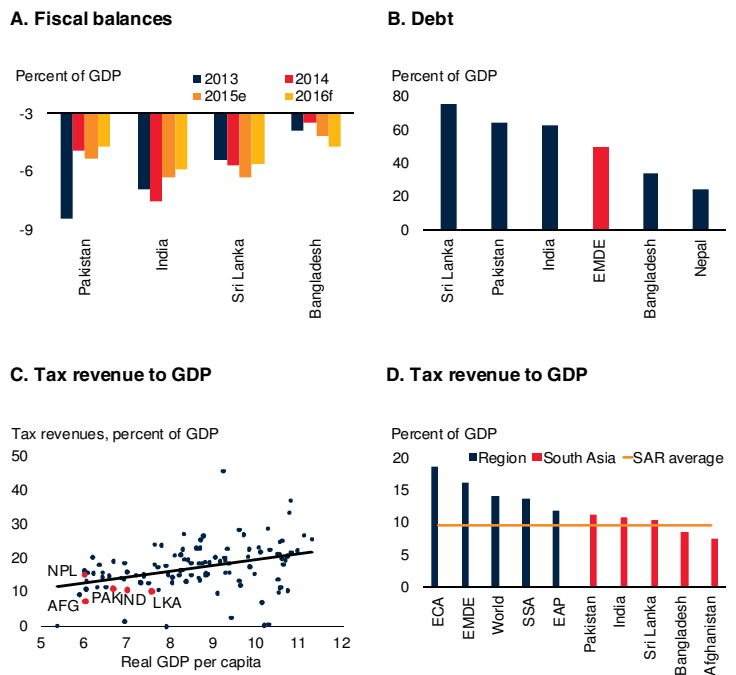 A. Fiscal balances
Percent of GDP
2013 2014
2015e 2016f
-3
-6
-9
Pakistan
India
Sri Lanka
Bangladesh
B. Debt
Percent of GDP
80
60
40
20
0
Sri Lanka
Pakistan
India
EMDE
Bangladesh
Nepal
C. Tax revenue to GDP
Tax revenues, percent of GDP
50
40
30
20
10
0
NPL
AFG
PAK
IND
LKA
5 6 7 8 9 10 11 12
Real GDP per capita
D. Tax revenue to GDP
Percent of GDP
Region South Asia SAR average
20
15
10
5
0
ECA
EMDE
World
SSA
EAP
Pakistan
India
Sri Lanka
Bangladesh
Afghanistan